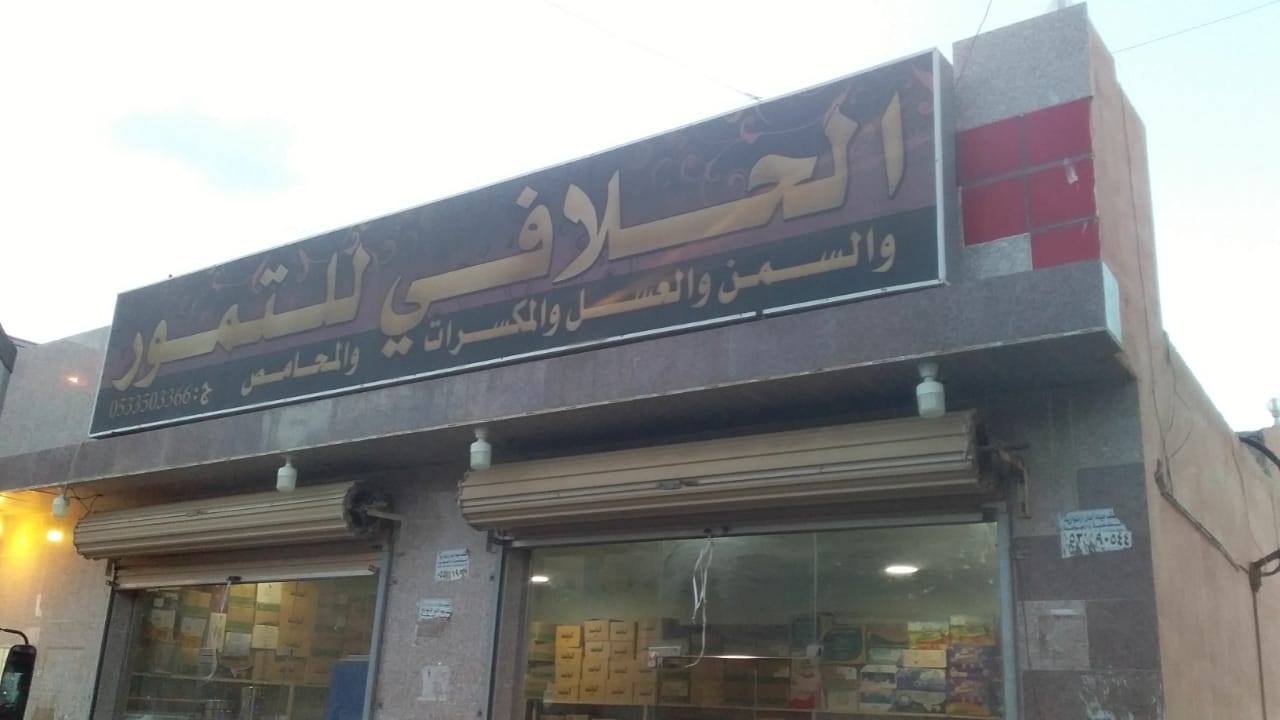 الحلافي للتمور
والسمن والعسل والمكسرات والمحامص ج: 0533503366